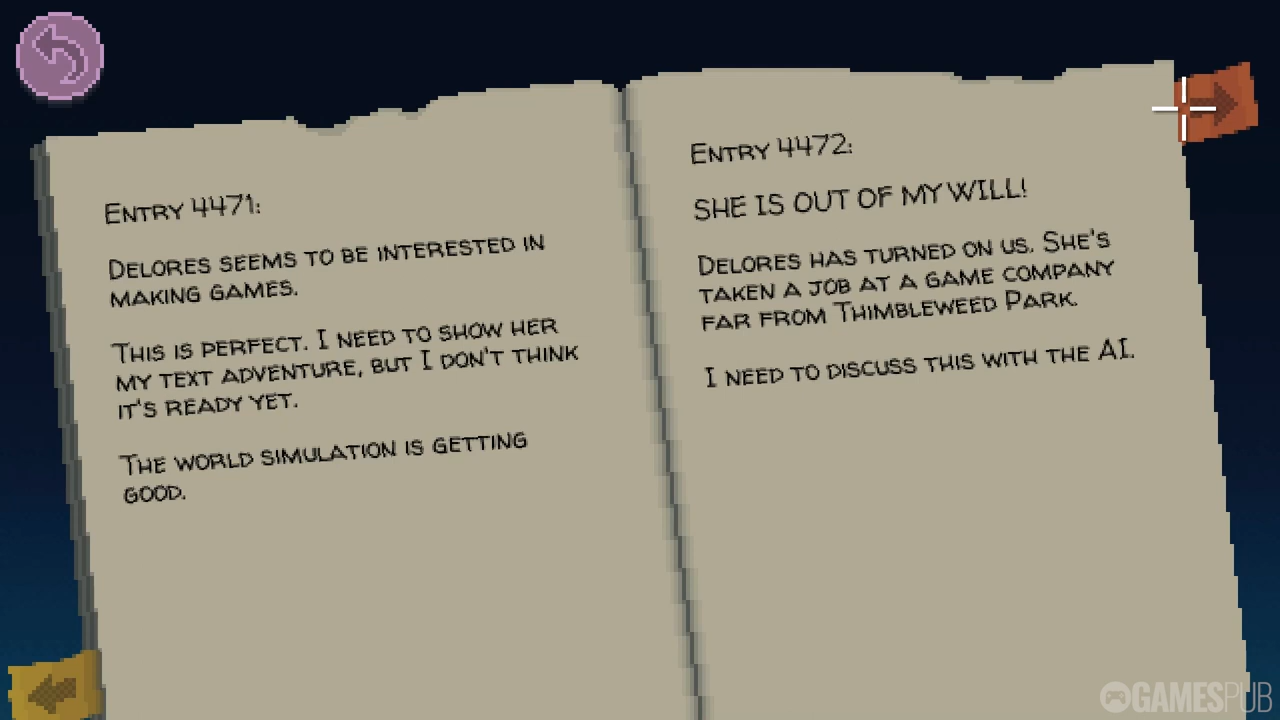 Entry 4471:
Delores seems to be interested in
making games.
This is perfect. I need to show her
my text adventure, but I don't think
it's ready yet.
The world simulation is getting
good.
Entry 4472:
SHE IS OUT OF MY WILL!
Delores has turned on us. She's
taken a job at a game company
far from Thimbleweed Park.
I need to discuss this with the AI.
GAMESPUB